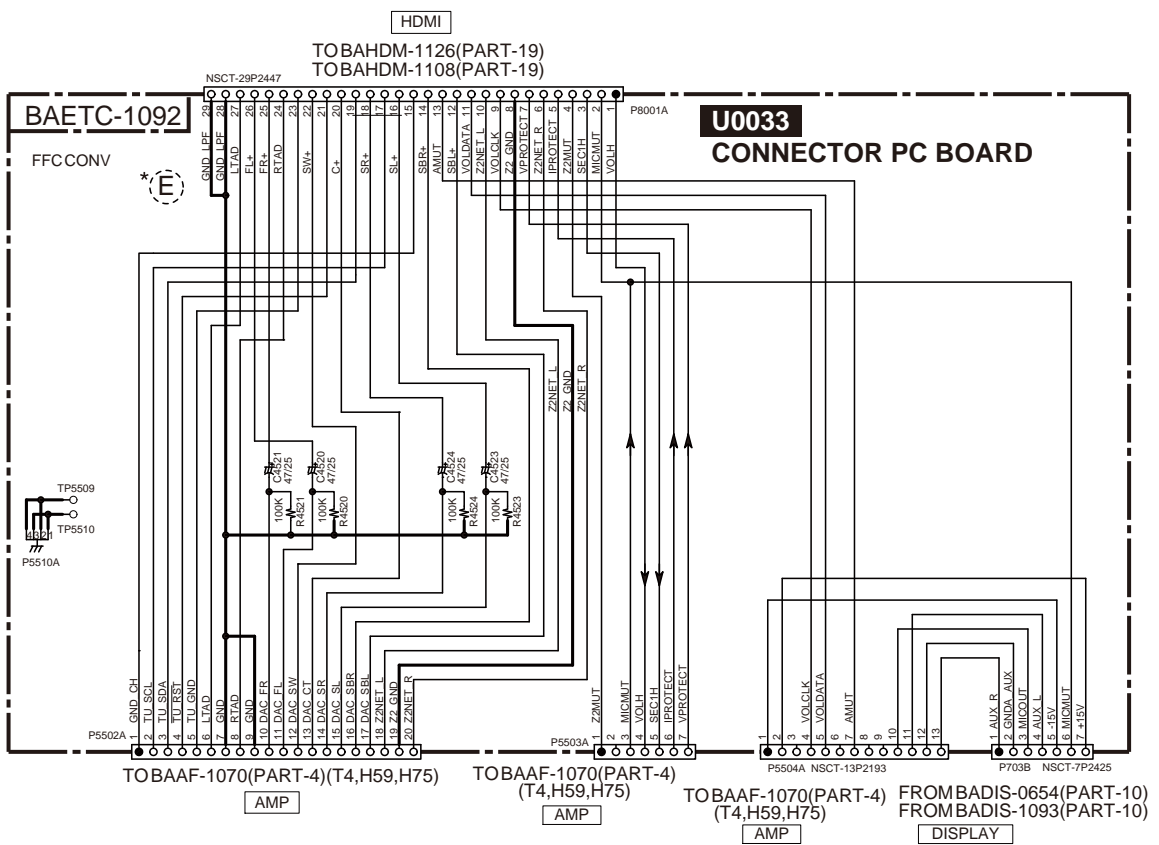 HDMI
TO BAHDM-1126(PART-19)
TO BAHDM-1108(PART-19)
NSCT-29P2447
P8001A
BAETC-1092
U0033
CONNECTOR PC BOARD
FFC CONV
* E
29 28 27 26 25 24 23 22 21 20 19 18 17 16 15 14 13 12 11 10 9 8 7 6 5 4 3 2 1
GND LPF
GND LPF
LTAD
FL+
FR+
RTAD
SW+
C+
SR+
SL+
SBR+
AMUT
SBL+
VOLDATA
Z2NET L
VOLCLK
Z2 GND
VPROTECT
Z2NET R
IPROTECT
Z2MUT
SEC1H
MICMUT
VOLH
Z2NET L
Z2 GND
Z2NET R
C4521
47/25
C4520
47/25
C4524
47/25
C4523
47/25
100K
R4521
100K
R4520
100K
R4524
100K
R4523
TP5509
TP5510
4321
P5510A
1 GND CH
2 TU SCL
3 TU SDA
4 TU RST
5 TU GND
6 LTAD
7 GND
8 RTAD
9 GND
10 DAC FR
11 DAC FL
12 DAC SW
13 DAC CT
14 DAC SR
15 DAC SL
16 DAC SBR
17 DAC SBL
18 Z2NET L
19 Z2 GND
20 Z2NET R
P5502A
1 Z2MUT
2
3 MICMUT
4 VOLH
5 SEC1H
6 IPROTECT
7 VPROTECT
P5503A
1
2
3
4 VOLCLK
5 VOLDATA
6
7 AMUT
8
9
10
11
12
13
P5504A NSCT-13P2193
1 AUX R
2 GNDA AUX
3 MICOUT
4 AUX L
5 -15V
6 MICMUT
7 +15V
P703B NSCT-7P2425
TO BAAF-1070(PART-4)(T4,H59,H75)
AMP
TO BAAF-1070(PART-4)
(T4,H59,H75)
AMP
TO BAAF-1070(PART-4)
(T4,H59,H75)
AMP
FROM BADIS-0654(PART-10)
FROM BADIS-1093(PART-10)
DISPLAY